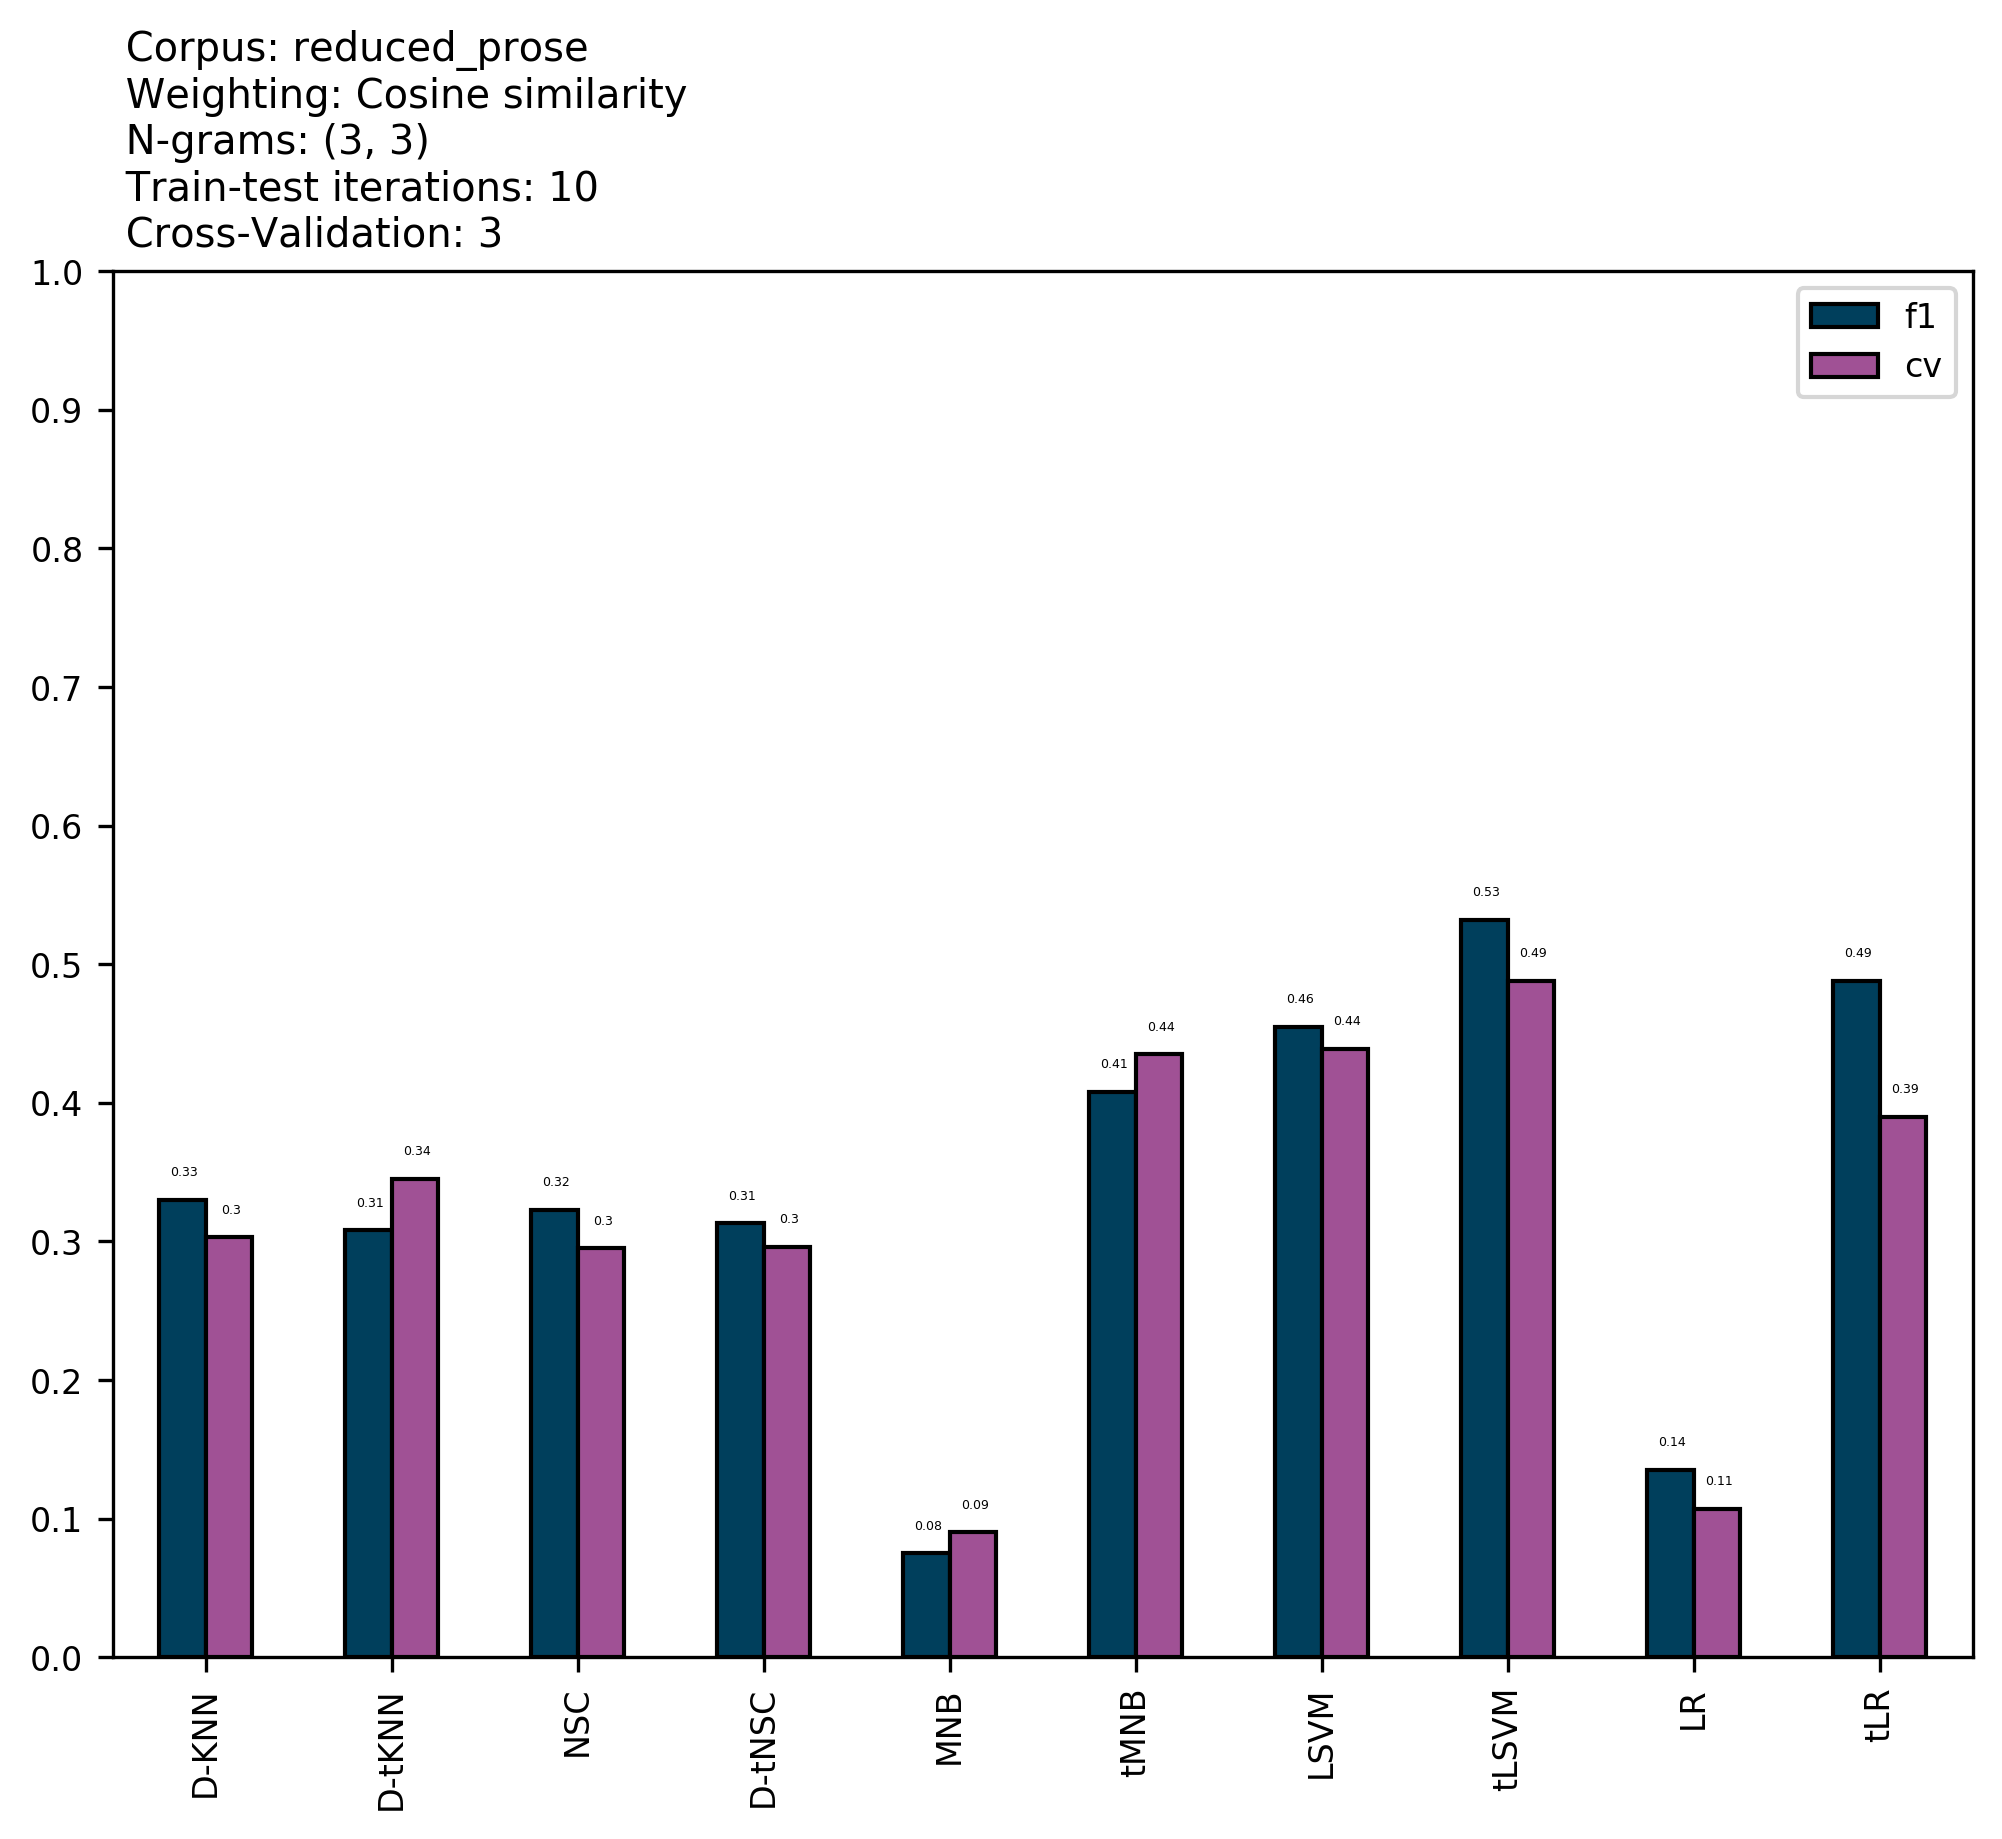 Corpus: reduced_prose
Weighting: Cosine similarity
N-grams: (3, 3)
Train-test iterations: 10
Cross-Validation: 3
1.0
0.9
0.8
0.7
0.6
0.5
0.4
0.3
0.2
0.1
0.0
f1
cv
0.33
0.3
0.31
0.34
0.32
0.3
0.31
0.3
0.08
0.09
0.41
0.44
0.46
0.44
0.53
0.49
0.14
0.11
0.49
0.39
D-KNN
D-tKNN
NSC
D-tNSC
MNB
tMNB
LSVM
tLSVM
LR
tLR